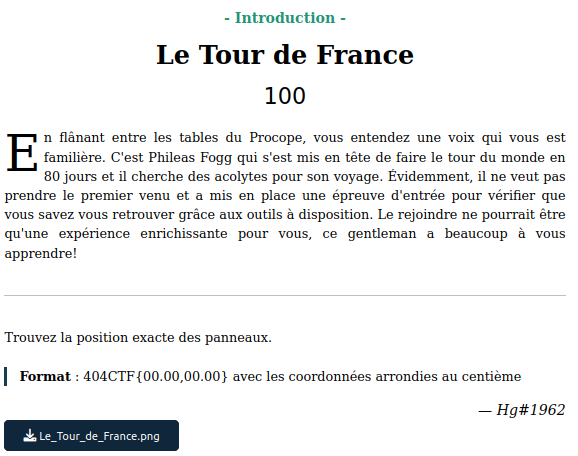 - Introduction -
Le Tour de France
100
En flânant entre les tables du Procope, vous entendez une voix qui vous est
familière. C'est Phileas Fogg qui s'est mis en tête de faire le tour du monde en
80 jours et il cherche des acolytes pour son voyage. Évidemment, il ne veut pas
prendre le premier venu et a mis en place une épreuve d'entrée pour vérifier que
vous savez vous retrouver grâce aux outils à disposition. Le rejoindre ne pourrait être
qu'une expérience enrichissante pour vous, ce gentleman a beaucoup à vous
apprendre!
Trouvez la position exacte des panneaux.
Format : 404CTF{00.00,00.00} avec les coordonnées arrondies au centième
— Hg#1962
Le_Tour_de_France.png